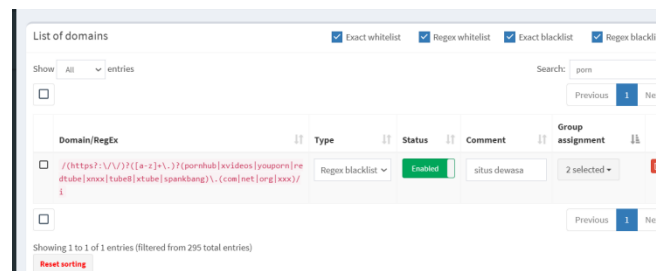 List of domains
Exact whitelist Regex whitelist Exact blacklist Regex
Show All entries
Search: porn
Previous 1
Domain/RegEx Type Status Comment Group
assignment
/(https?:\/\/)?([a-z]+\.)?(pornhub|xvideos|youporn|re
dtube|xnxx|tube8|xtube|spankbang)\.(com|net|org|xxx)/
i
Regex blacklist Enabled situs dewasa 2 selected
Previous 1
Showing 1 to 1 of 1 entries (filtered from 295 total entries)
Reset sorting